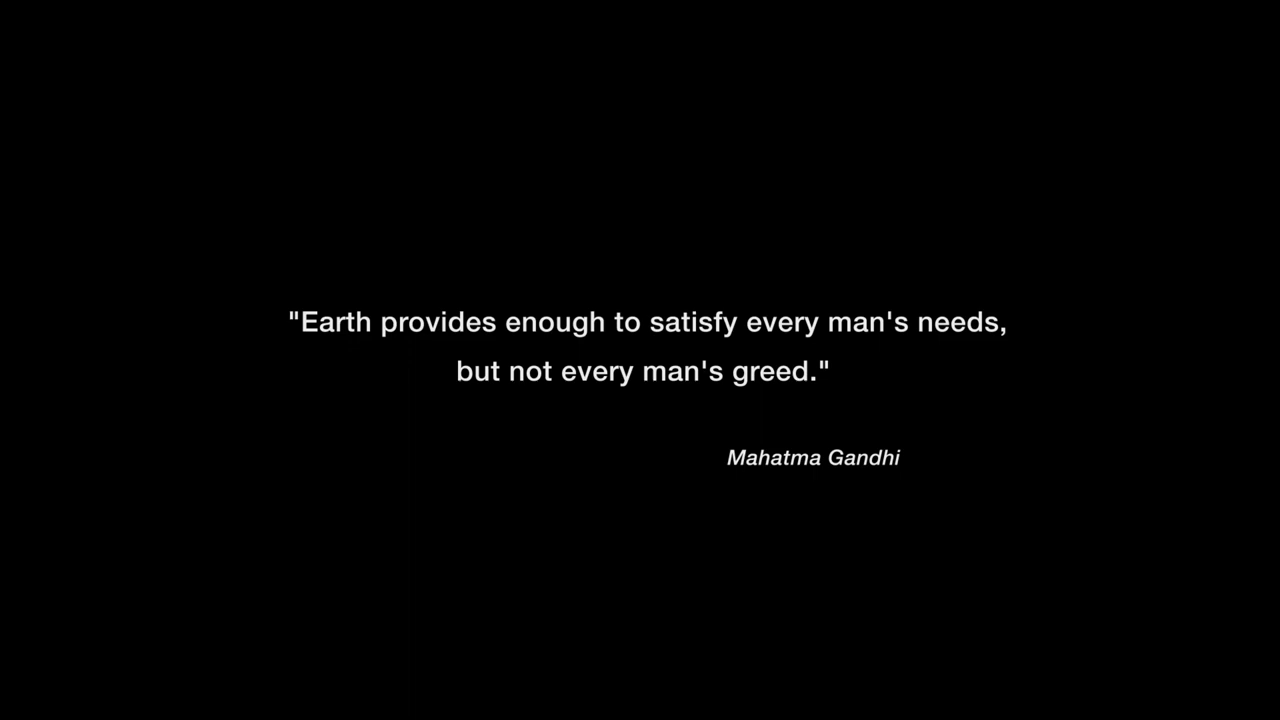 "Earth provides enough to satisfy every man's needs,
but not every man's greed."
Mahatma Gandhi